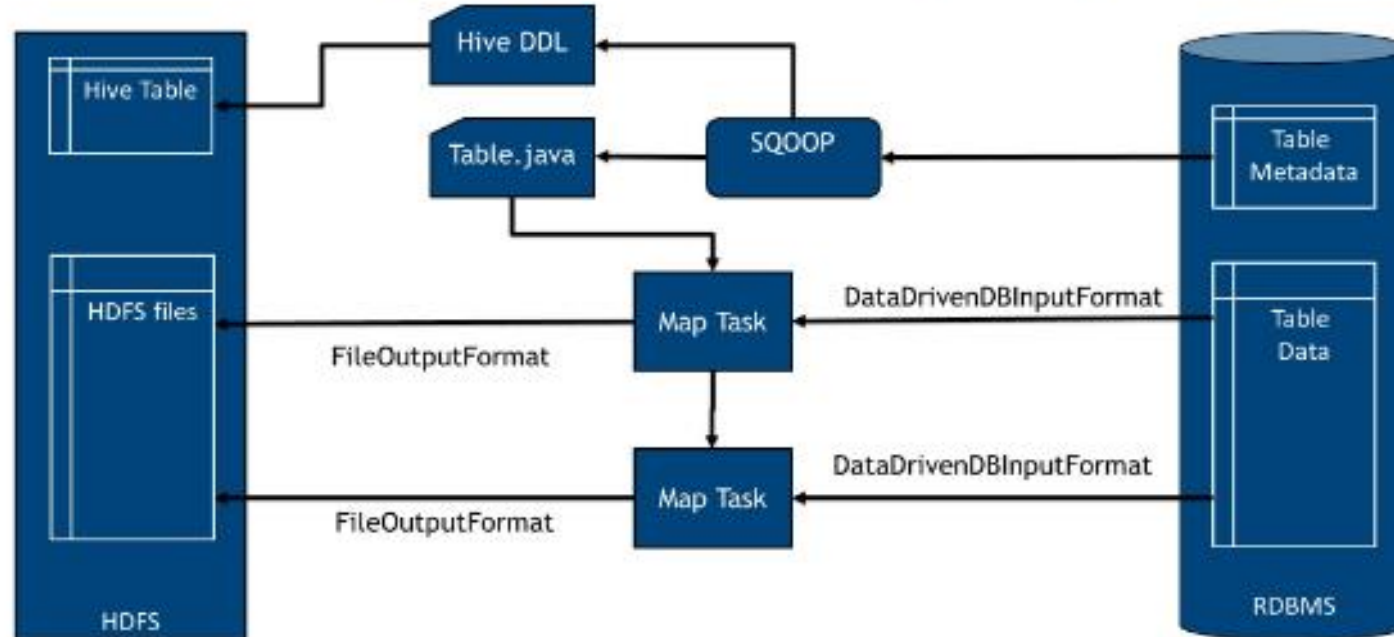 Hive DDL
Hive Table
SQOOP
Table.java
Table
Metadata
DataDrivenDBInputFormat
HDFS files
Map Task
Table
Data
FileOutputFormat
DataDrivenDBInputFormat
Map Task
FileOutputFormat
HDFS
RDBMS